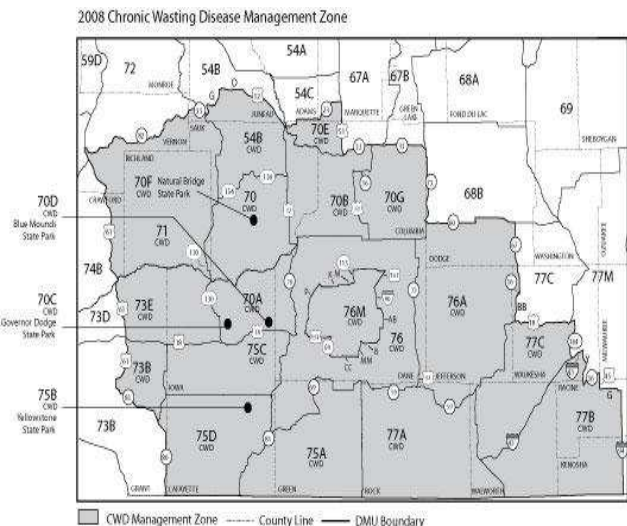 2008 Chronic Wasting Disease Management Zone
59D
72
54B
54A
54C
67A
67B
68A
69
MONROE
JUNEAU
ADAMS
MARQUETTE
GREEN LAKE
FOND DU LAC
SHEBOYGAN
G
O
SAUK
VERNON
RICHLAND
CRAWFORD
54B
CWD
70E
CWD
70F
CWD
Natural Bridge
State Park
70
CWD
70B
CWD
70G
CWD
68B
COLUMBIA
DODGE
WASHINGTON
OZAUKEE
70D
CWD
Blue Mounds
State Park
71
CWD
74B
70C
CWD
Governor Dodge
State Park
73D
73E
CWD
70A
CWD
76M
CWD
76
CWD
76A
CWD
77C
77M
BB
AB
MM
CC
B
MILWAUKEE
75C
CWD
IOWA
DANE
JEFFERSON
77C
CWD
WAUKESHA
RACINE
G
75B
CWD
Yellowstone
State Park
73B
CWD
73B
75D
CWD
75A
CWD
77A
CWD
77B
CWD
KENOSHA
GRANT
LAFAYETTE
GREEN
ROCK
WALWORTH
CWD Management Zone
County Line
DMU Boundary